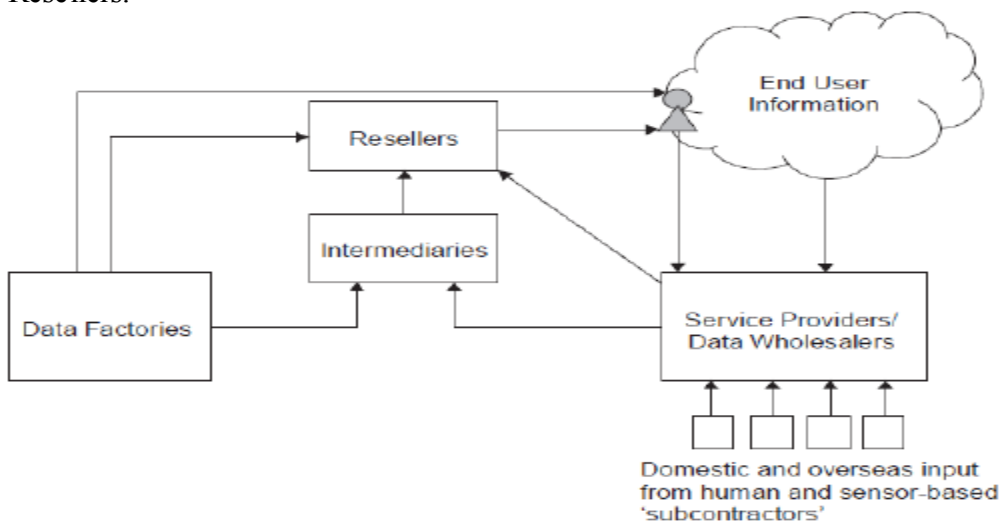 Resellers.
End User
Information
Resellers
Intermediaries
Data Factories
Service Providers/
Data Wholesalers
Domestic and overseas input
from human and sensor-based
'subcontractors'